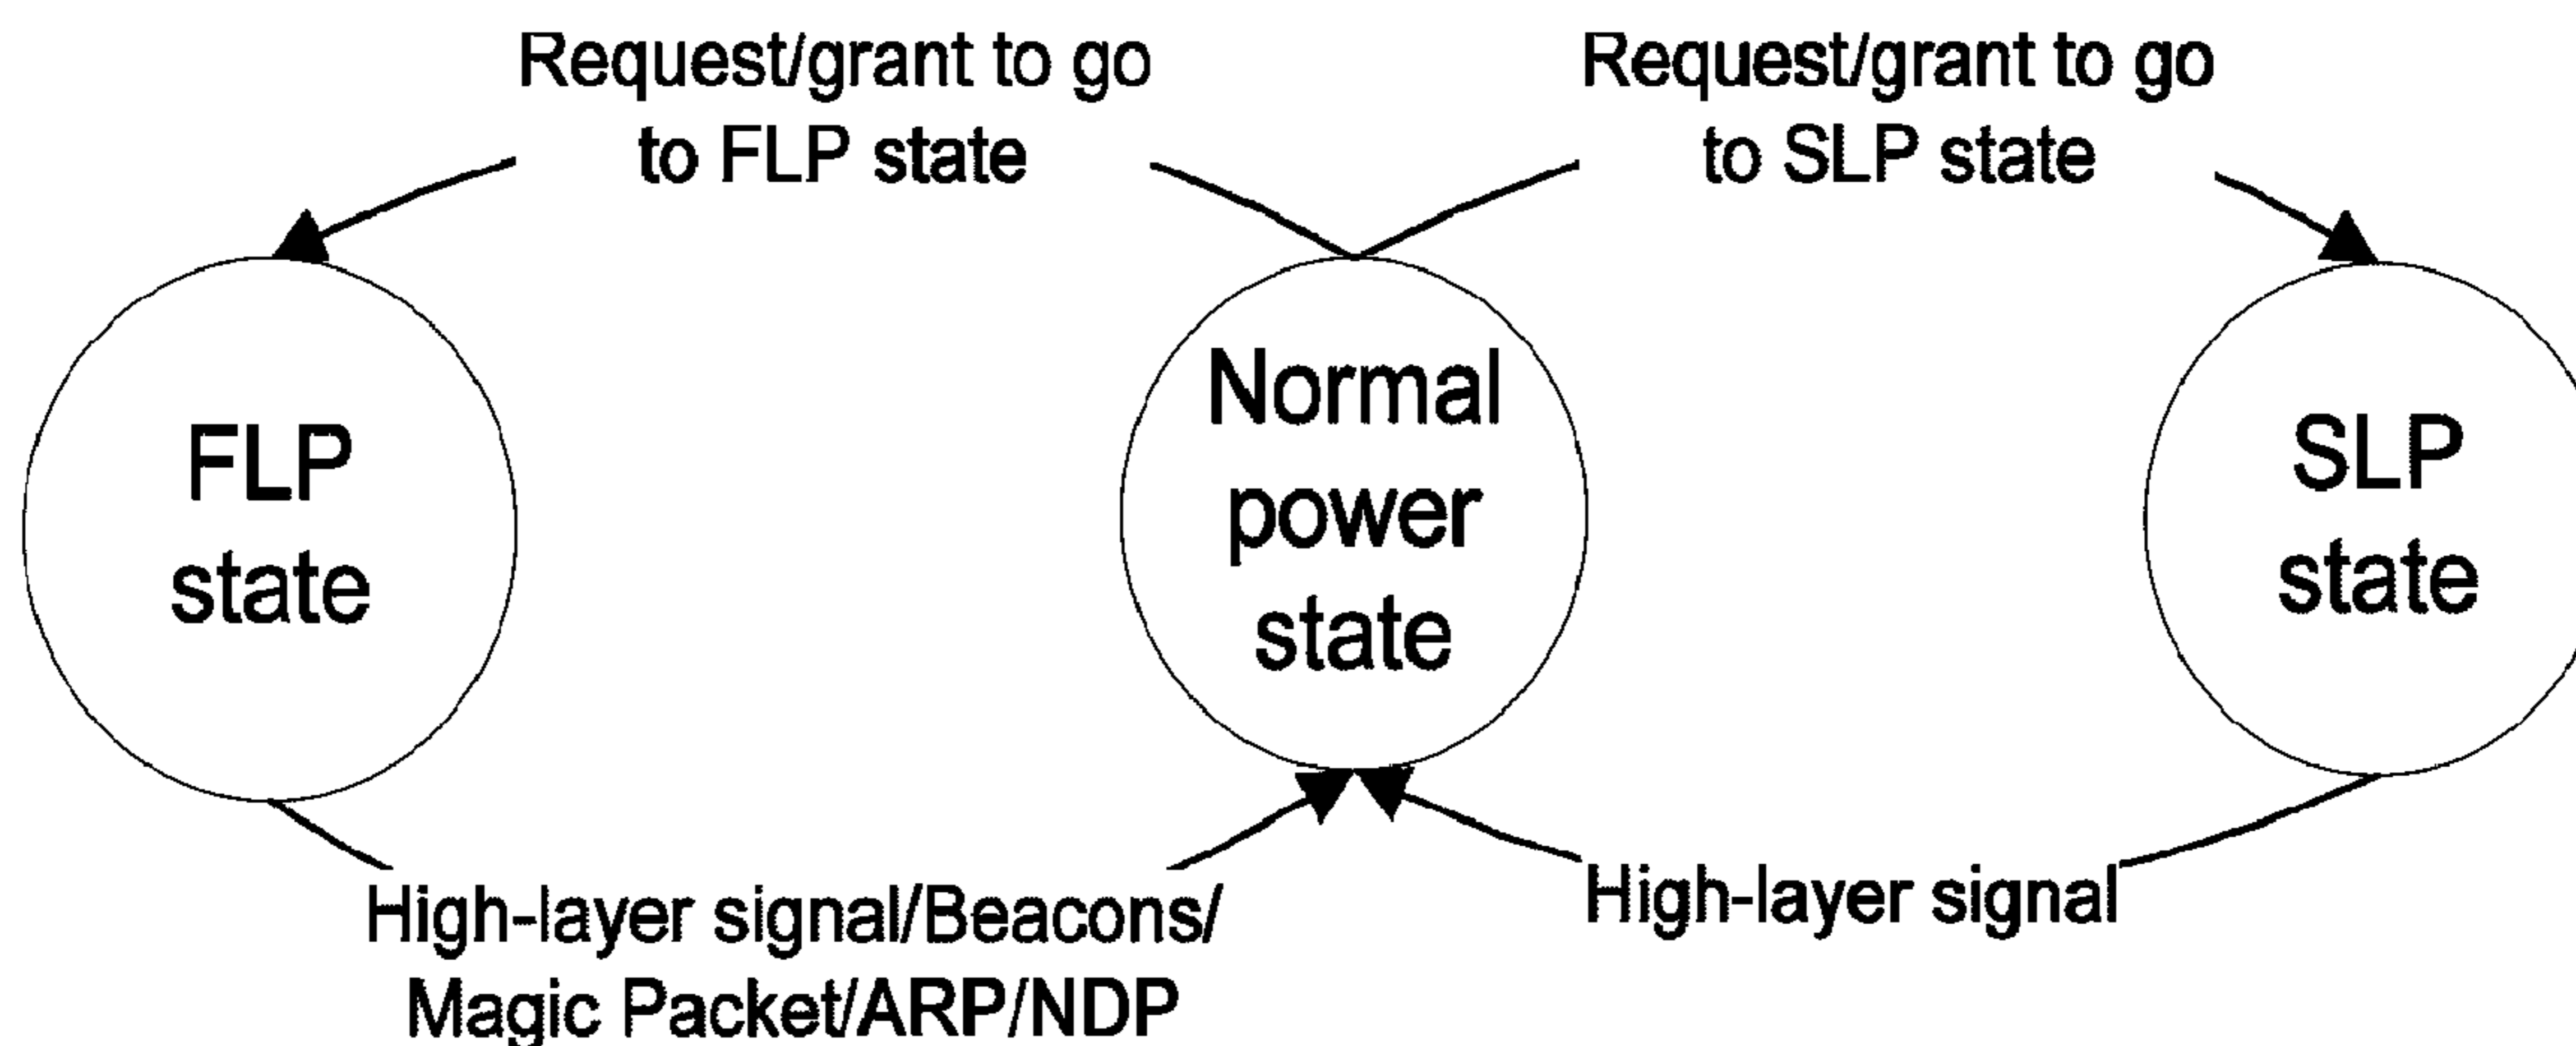 Request/grant to go
to FLP state
Request/grant to go
to SLP state
FLP
state
Normal
power
state
SLP
state
High-layer signal/Beacons/
Magic Packet/ARP/NDP
High-layer signal